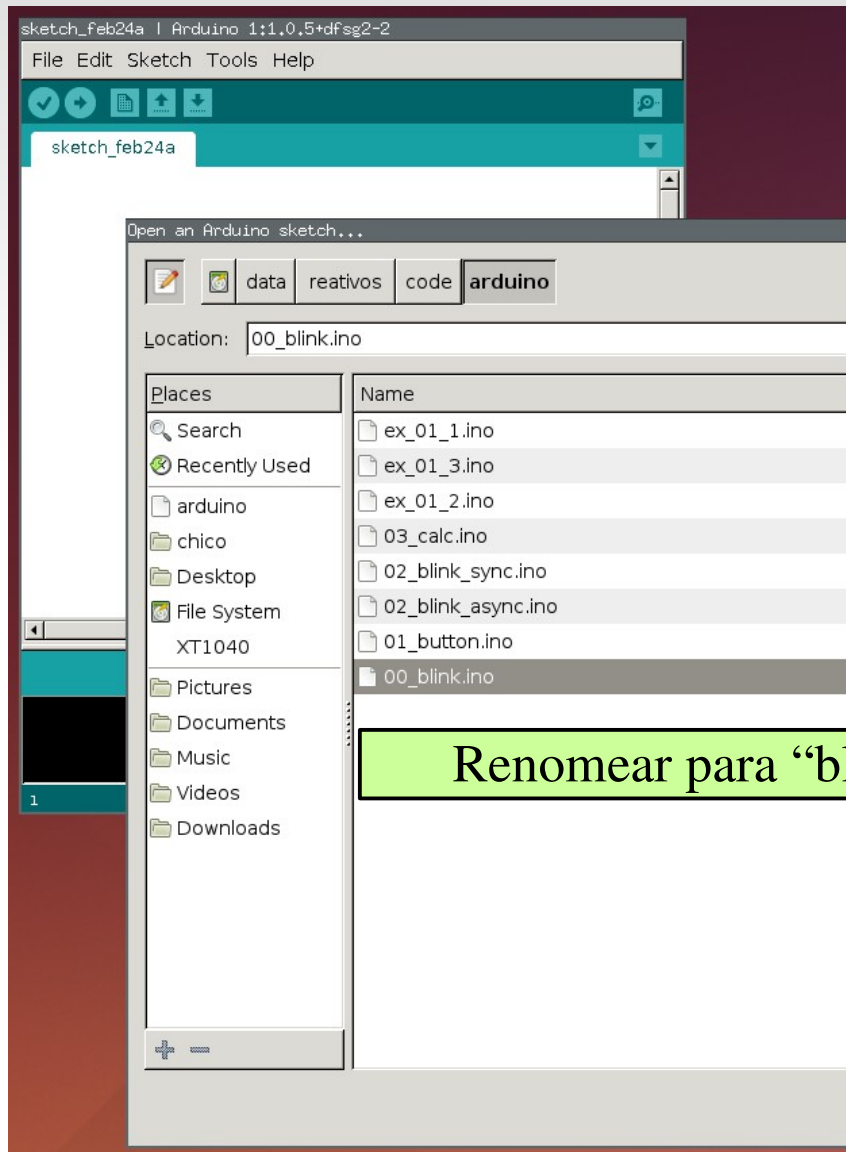 sketch_feb24a | Arduino 1:1.0.5+dfsg2-2
File Edit Sketch Tools Help
sketch_feb24a
Open an Arduino sketch...
data reativos code arduino
Location: 00_blink.ino
Places
Search
Recently Used
arduino
chico
Desktop
File System
XT1040
Pictures
Documents
Music
Videos
Downloads
Name
ex_01_1.ino
ex_01_3.ino
ex_01_2.ino
03_calc.ino
02_blink_sync.ino
02_blink_async.ino
01_button.ino
00_blink.ino
Renomear para
1